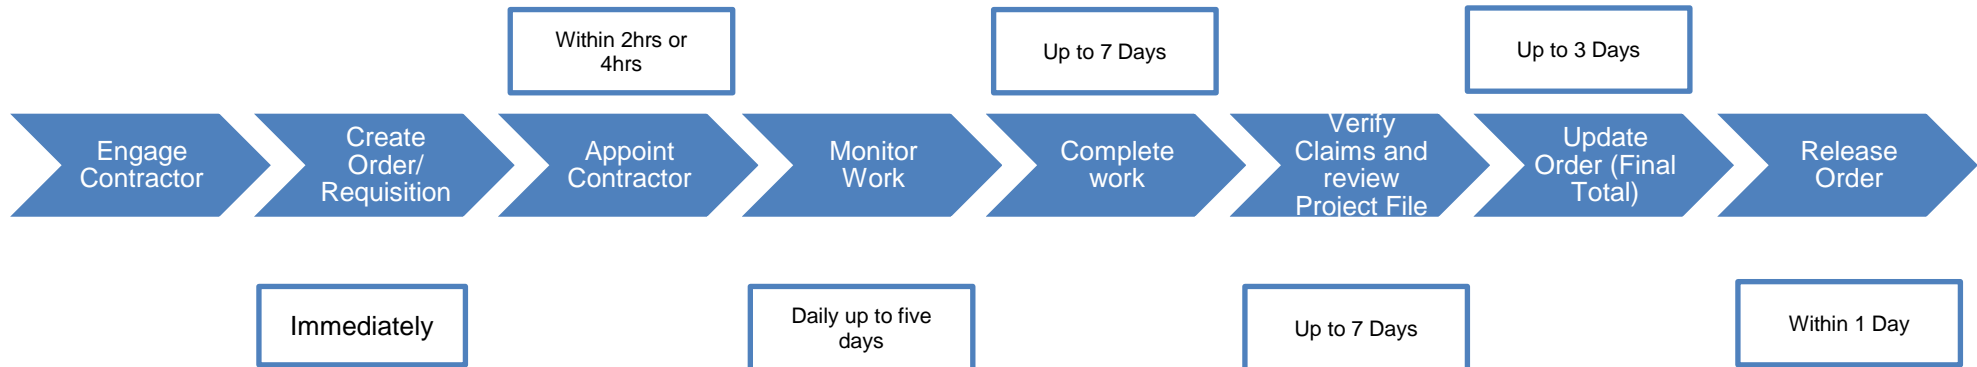 Within 2hrs or
4hrs
Up to 7 Days
Up to 3 Days
Engage
Contractor
Create
Order/
Requisition
Appoint
Contractor
Monitor
Work
Complete
work
Verify
Claims and
review
Project File
Update
Order (Final
Total)
Release
Order
Immediately
Daily up to five
days
Up to 7 Days
Within 1 Day